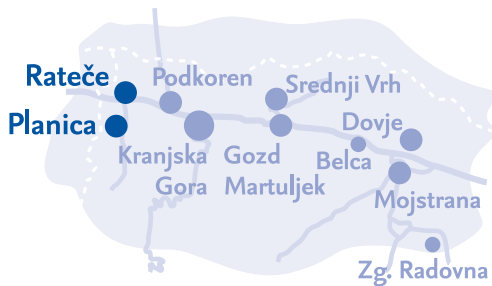 Rateče
Podkoren
Srednji Vrh
Planica
Dovje
Kranjska
Gora
Gozd
Martuljek
Belca
Mojstrana
Zg. Radovna